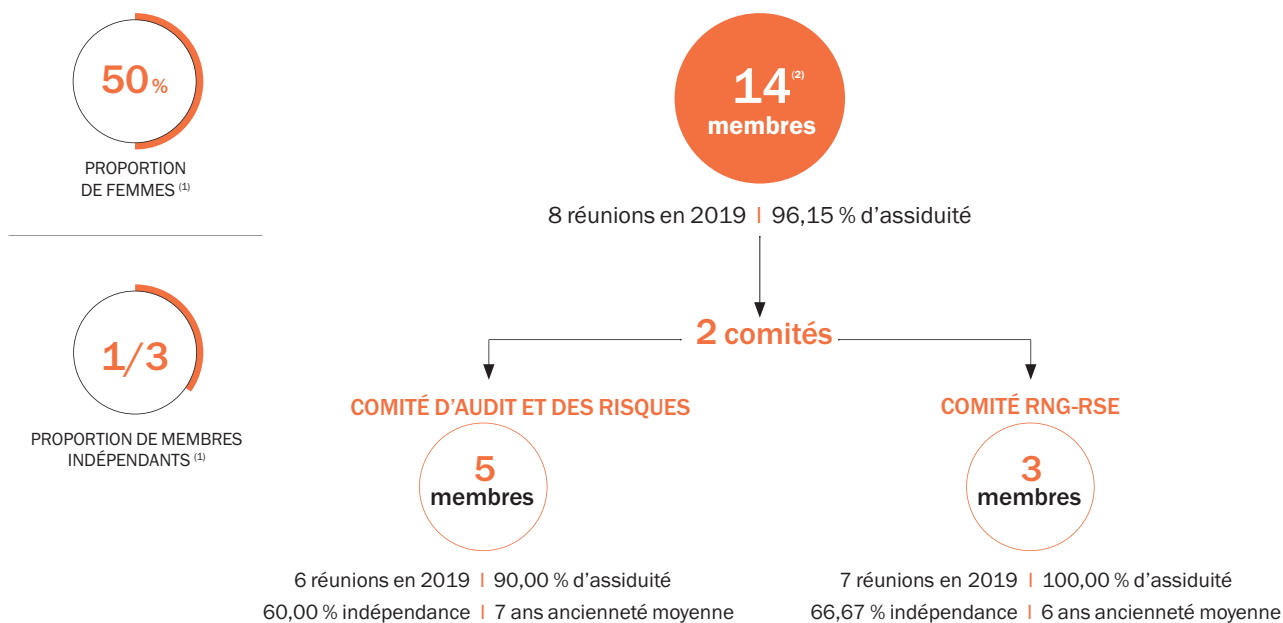 50 %
PROPORTION
DE FEMMES (1)
1/3
PROPORTION DE MEMBRES
INDÉPENDANTS (1)
14 (2)
membres
8 réunions en 2019 | 96,15 % d’assiduité
2 comités
COMITÉ D’AUDIT ET DES RISQUES
5
membres
6 réunions en 2019 | 90,00 % d’assiduité
60,00 % indépendance | 7 ans ancienneté moyenne
COMITÉ RNG-RSE
3
membres
7 réunions en 2019 | 100,00 % d’assiduité
66,67 % indépendance | 6 ans ancienneté moyenne